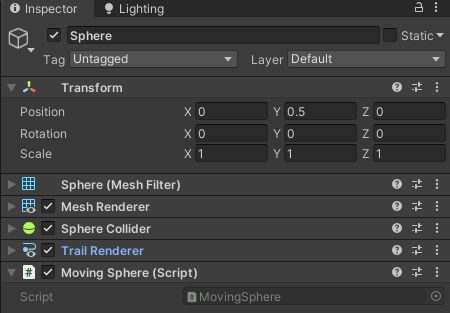 Inspector Lighting
Sphere Static
Tag Untagged Layer Default
Transform
Position X 0 Y 0.5 Z 0
Rotation X 0 Y 0 Z 0
Scale X 1 Y 1 Z 1
Sphere (Mesh Filter)
Mesh Renderer
Sphere Collider
Trail Renderer
Moving Sphere (Script)
Script MovingSphere